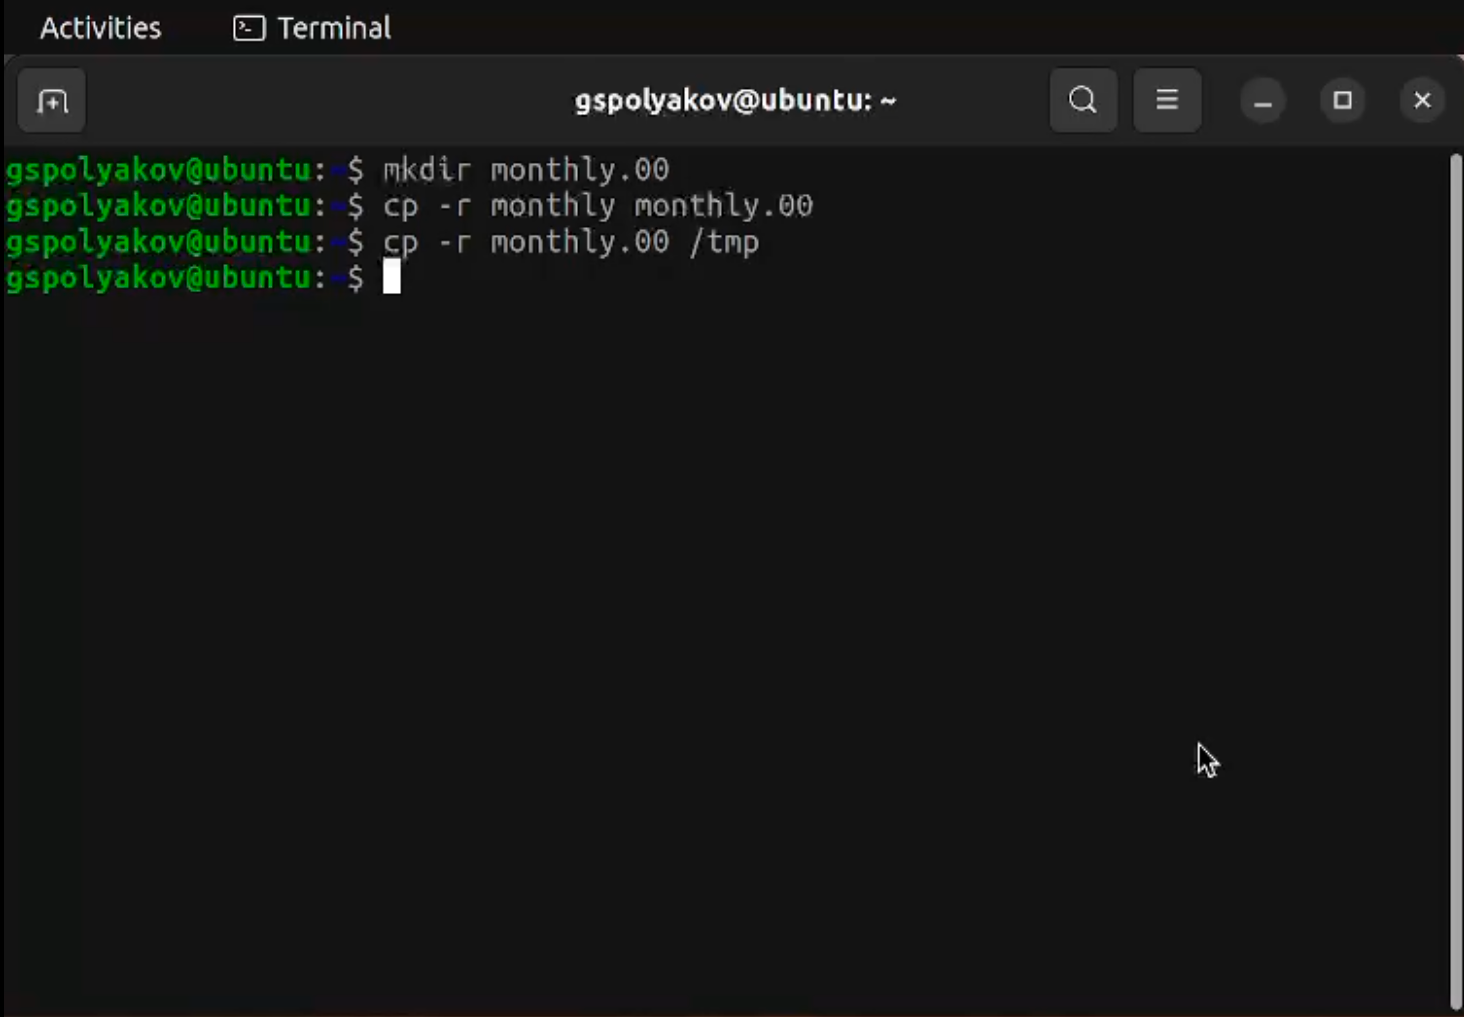 Activities Terminal
gspolyakov@ubuntu: ~
gspolyakov@ubuntu:~$ mkdir monthly.00
gspolyakov@ubuntu:~$ cp -r monthly monthly.00
gspolyakov@ubuntu:~$ cp -r monthly.00 /tmp
gspolyakov@ubuntu:~$